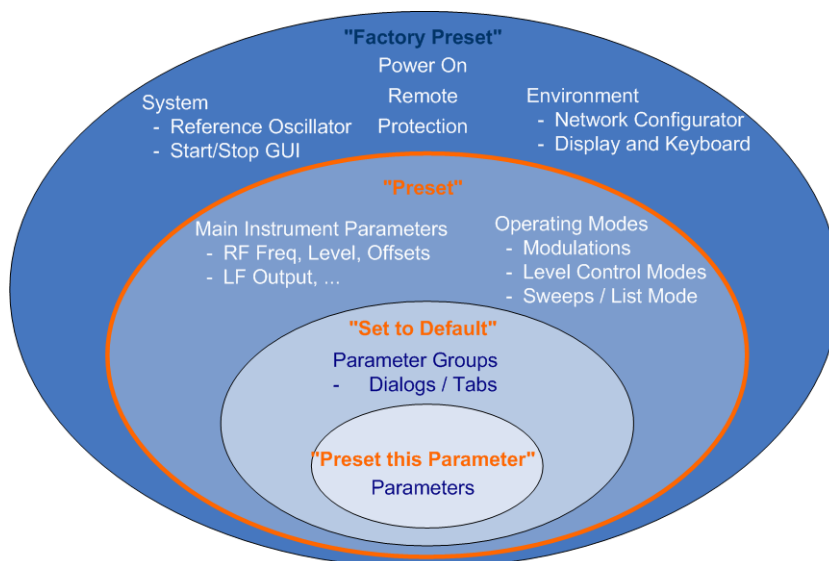 "Factory Preset"
Power On
Remote
Protection
System
- Reference Oscillator
- Start/Stop GUI
Environment
- Network Configurator
- Display and Keyboard
"Preset"
Main Instrument Parameters
- RF Freq, Level, Offsets
- LF Output, ...
Operating Modes
- Modulations
- Level Control Modes
- Sweeps / List Mode
"Set to Default"
Parameter Groups
- Dialogs / Tabs
"Preset this Parameter"
Parameters